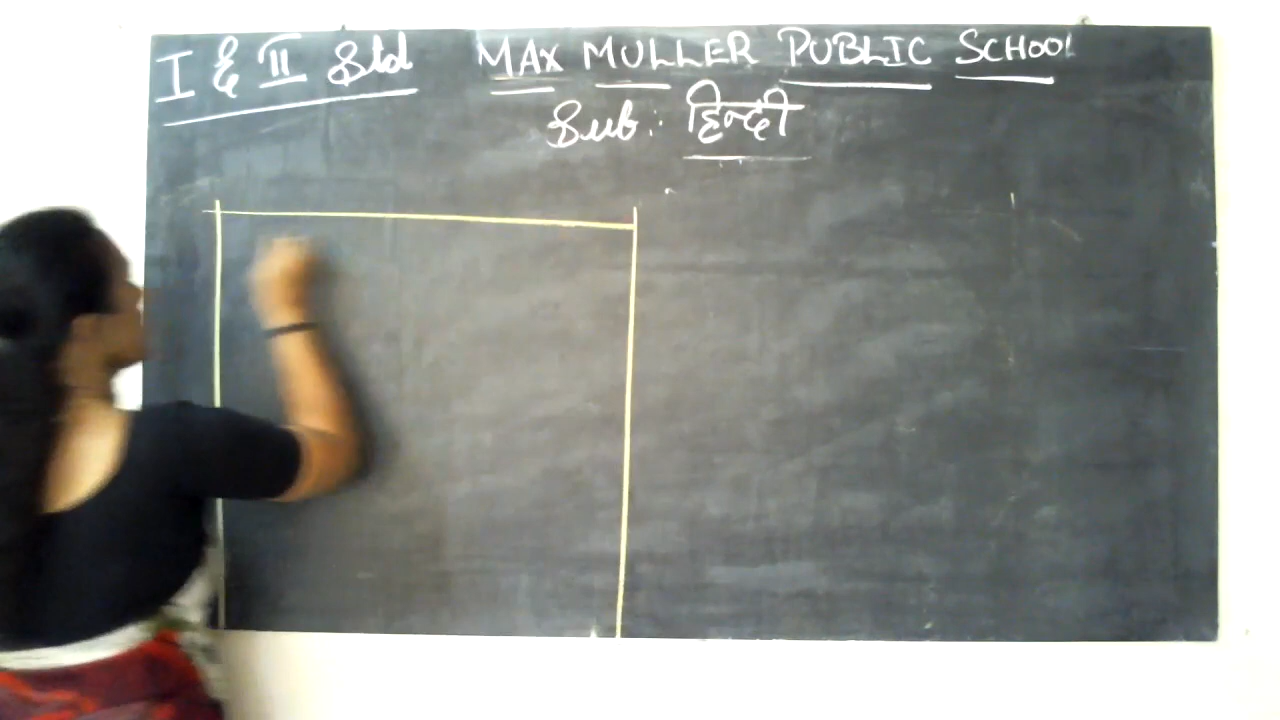 I & II Std MAX MULLER PUBLIC SCHOOL
Sub: हिन्दी